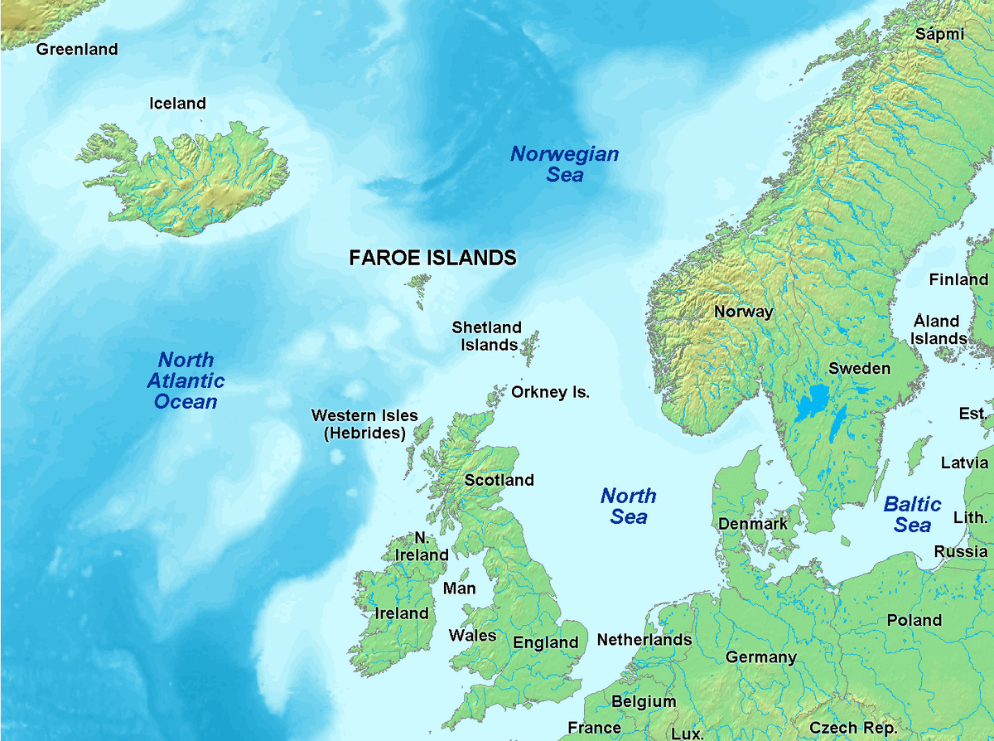 Sápmi
Greenland
Iceland
Norwegian
Sea
FAROE ISLANDS
Finland
Norway
Åland
Islands
Shetland
Islands
North
Atlantic
Ocean
Sweden
Orkney Is.
Western Isles
(Hebrides)
Est.
Latvia
Scotland
North
Sea
Baltic
Sea
Lith.
Denmark
N.
Ireland
Russia
Man
Ireland
Poland
Wales
England
Netherlands
Germany
Belgium
France
Lux.
Czech Rep.